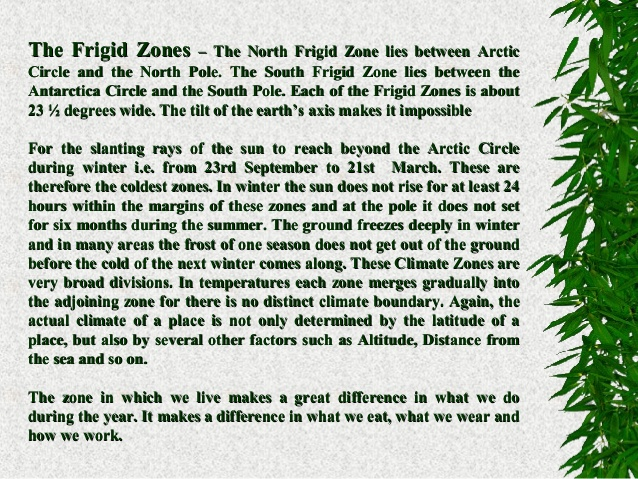 The Frigid Zones – The North Frigid Zone lies between Arctic
Circle and the North Pole. The South Frigid Zone lies between the
Antarctica Circle and the South Pole. Each of the Frigid Zones is about
23 ½ degrees wide. The tilt of the earth's axis makes it impossible
For the slanting rays of the sun to reach beyond the Arctic Circle
during winter i.e. from 23rd September to 21st March. These are
therefore the coldest zones. In winter the sun does not rise for at least 24
hours within the margins of these zones and at the pole it does not set
for six months during the summer. The ground freezes deeply in winter
and in many areas the frost of one season does not get out of the ground
before the cold of the next winter comes along. These Climate Zones are
very broad divisions. In temperatures each zone merges gradually into
the adjoining zone for there is no distinct climate boundary. Again, the
actual climate of a place is not only determined by the latitude of a
place, but also by several other factors such as Altitude, Distance from
the sea and so on.
The zone in which we live makes a great difference in what we do
during the year. It makes a difference in what we eat, what we wear and
how we work.